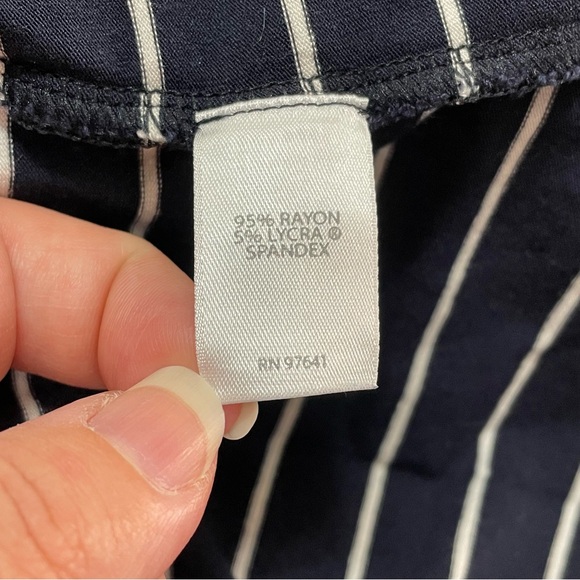 95% RAYON
5% LYCRA ®
SPANDEX
RN 97641